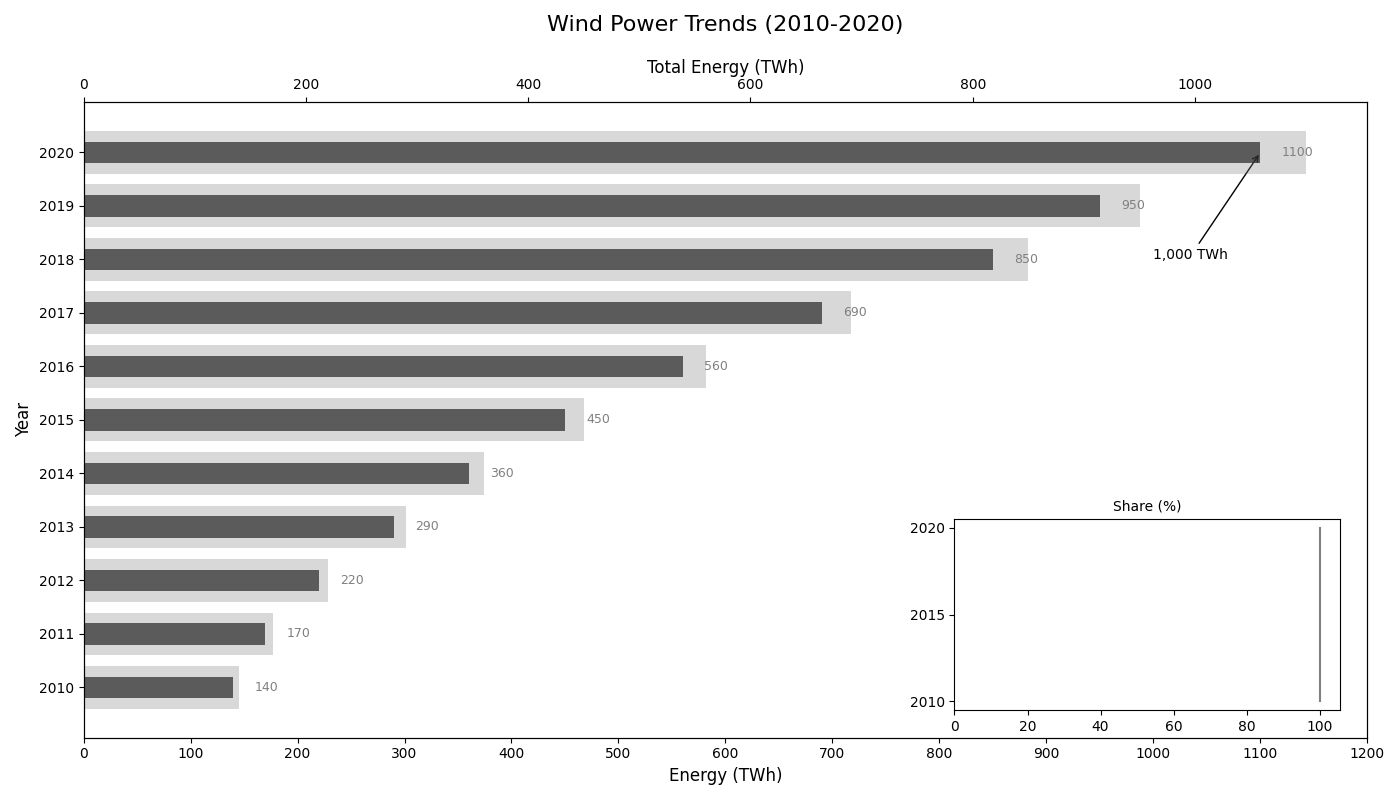 Wind Power Trends (2010-2020)
Total Energy (TWh)
0 200 400 600 800 1000
2020 1100
2019 950
1,000 TWh
2018 850
2017 690
2016 560
2015 450
2014 360
2013 290
2012 220
2011 170
2010 140
Year
Share (%)
2020
2015
2010
0 20 40 60 80 100
0 100 200 300 400 500 600 700 800 900 1000 1100 1200
Energy (TWh)